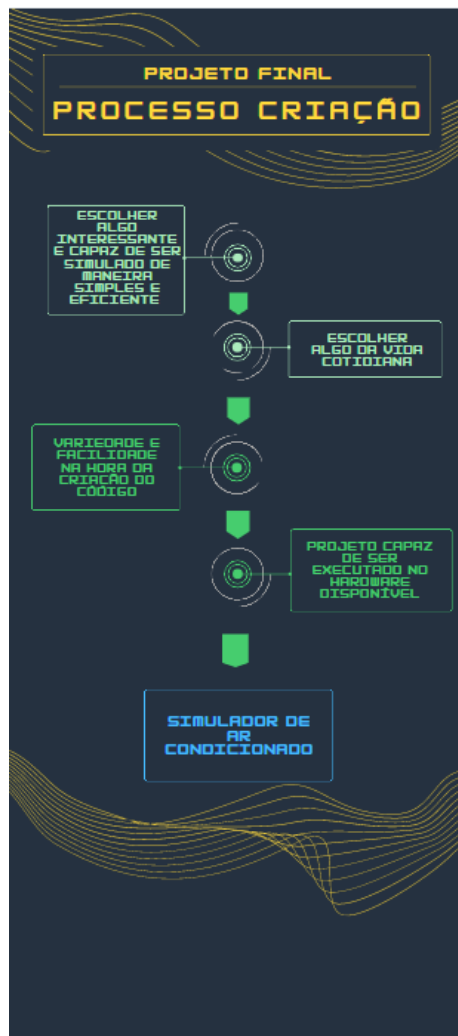 PROJETO FINAL
PROCESSO CRIAÇÃO
ESCOLHER
ALGO
INTERESSANTE
E CAPAZ DE SER
SIMULADO DE
MANEIRA
SIMPLES E
EFICIENTE
ESCOLHER
ALGO DA VIDA
COTIDIANA
VARIEDADE E
FACILIDADE
NA HORA DA
CRIAÇÃO DO
CÓDIGO
PROJETO CAPAZ
DE SER
EXECUTADO NO
HARDWARE
DISPONÍVEL
SIMULADOR DE
AR
CONDICIONADO